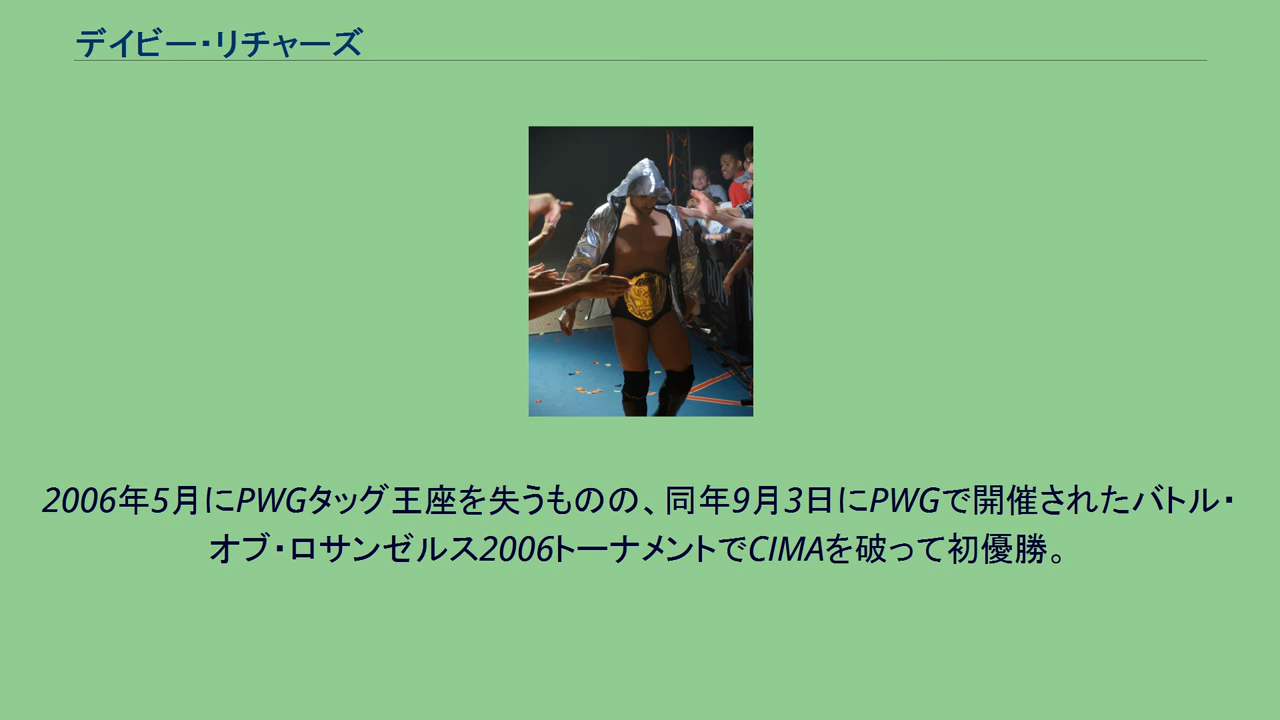 デイビー・リチャーズ
2006年5月にPWGタッグ王座を失うものの、同年9月3日にPWGで開催されたバトル・
オブ・ロサンゼルス2006トーナメントでCIMAを破って初優勝。